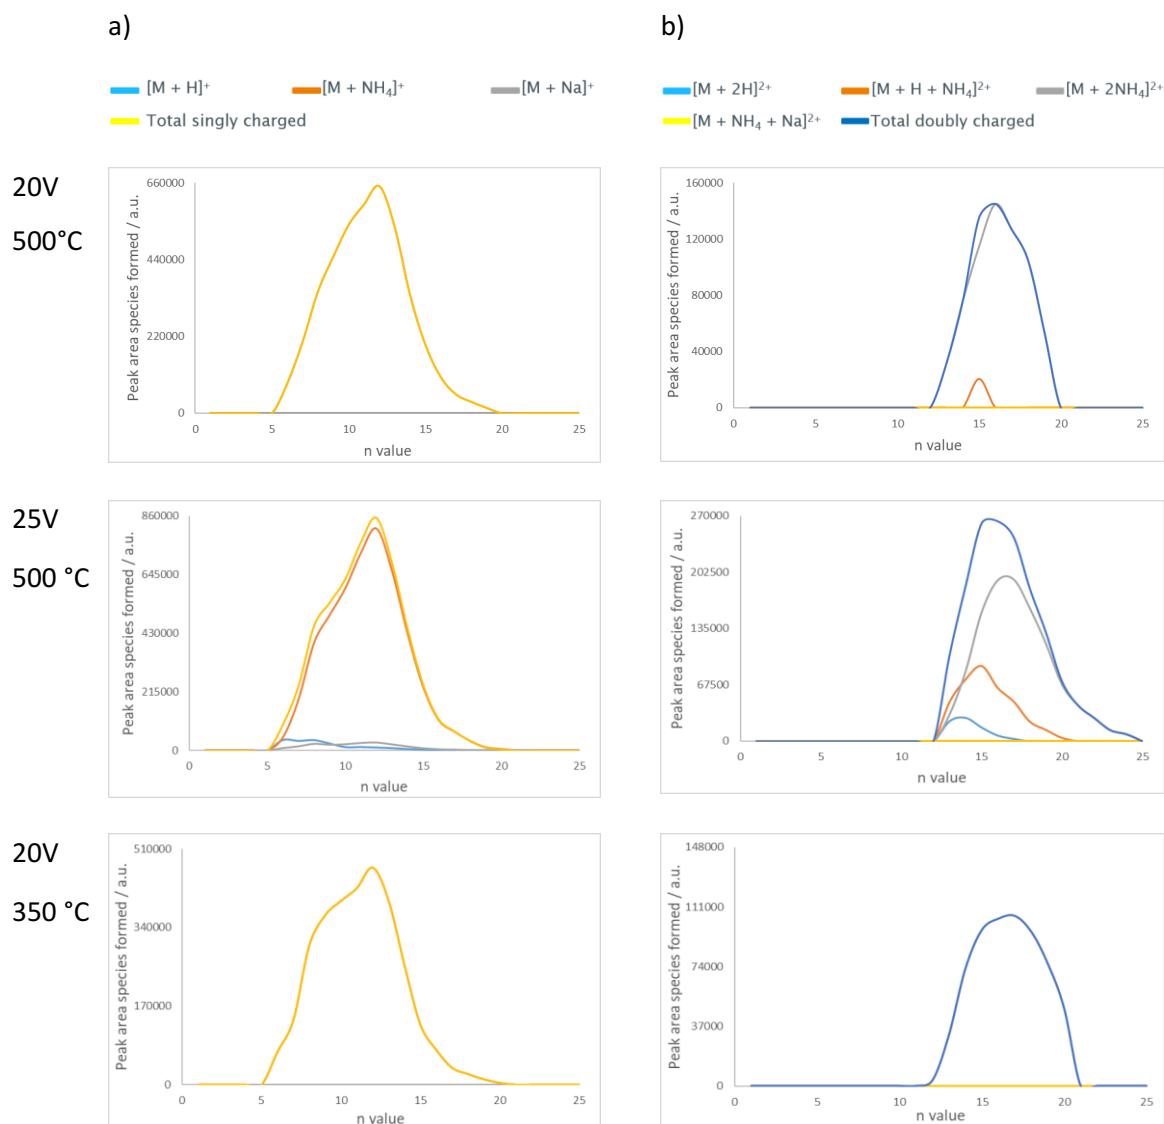 a)
b)
[M + H]⁺ [M + NH₄]⁺ [M + Na]⁺
Total singly charged
[M + 2H]²⁺ [M + H + NH₄]²⁺ [M + 2NH₄]²⁺
[M + NH₄ + Na]²⁺ Total doubly charged
20V
500°C
Peak area species formed / a.u.
660000
440000
220000
0
0 5 10 15 20 25
n value
Peak area species formed / a.u.
160000
120000
80000
40000
0
0 5 10 15 20 25
n value
25V
500 °C
Peak area species formed / a.u.
860000
645000
430000
215000
0
0 5 10 15 20 25
n value
Peak area species formed / a.u.
270000
202500
135000
67500
0
0 5 10 15 20 25
n value
20V
350 °C
Peak area species formed / a.u.
510000
340000
170000
0
0 5 10 15 20 25
n value
Peak area species formed / a.u.
148000
111000
74000
37000
0
0 5 10 15 20 25
n value